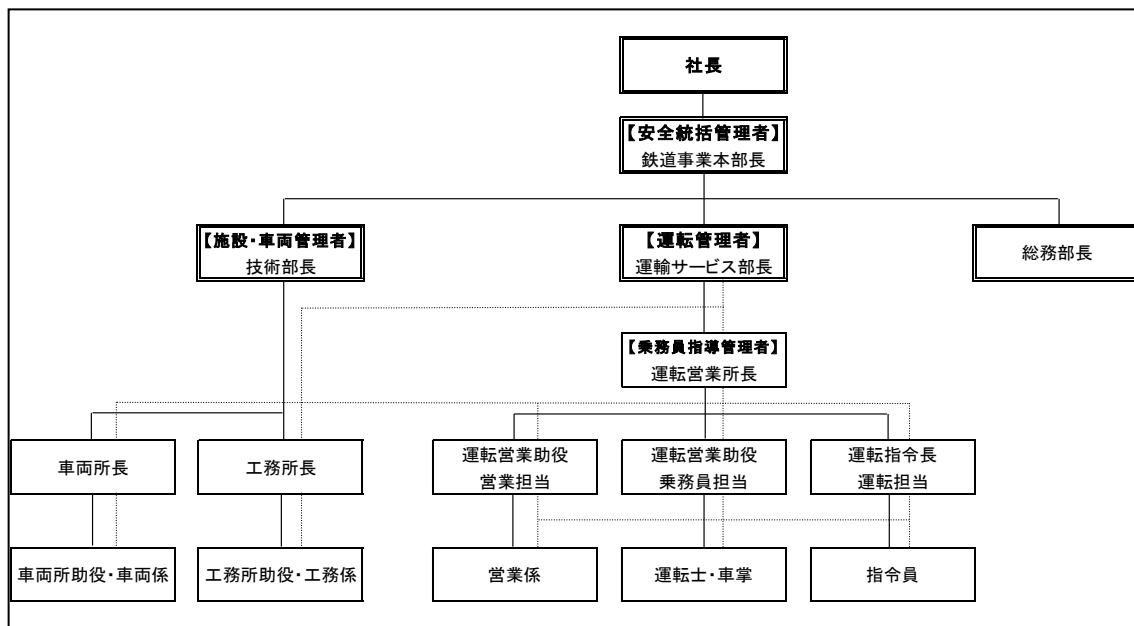 社長
【安全統括管理者】
鉄道事業本部長
【施設・車両管理者】
技術部長
【運転管理者】
運輸サービス部長
総務部長
【乗務員指導管理者】
運転営業所長
車両所長
工務所長
運転営業助役
営業担当
運転営業助役
乗務員担当
運転指令長
運転担当
車両所助役・車両係
工務所助役・工務係
営業係
運転士・車掌
指令員